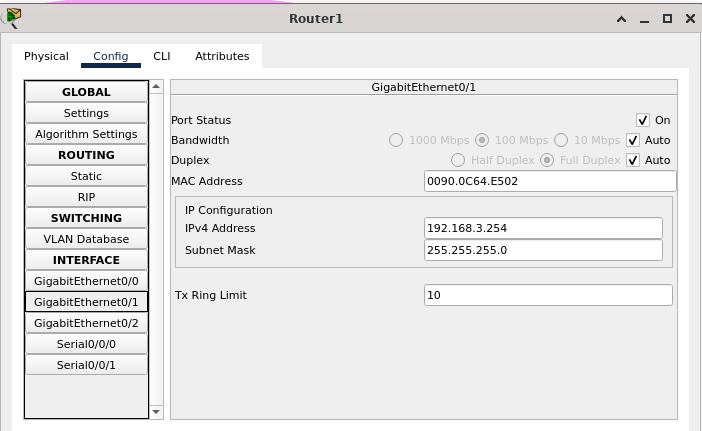 Router1
Physical Config CLI Attributes
GLOBAL
Settings
Algorithm Settings
ROUTING
Static
RIP
SWITCHING
VLAN Database
INTERFACE
GigabitEthernet0/0
GigabitEthernet0/1
GigabitEthernet0/2
Serial0/0/0
Serial0/0/1
GigabitEthernet0/1
Port Status On
Bandwidth 1000 Mbps 100 Mbps 10 Mbps Auto
Duplex Half Duplex Full Duplex Auto
MAC Address 0090.0C64.E502
IP Configuration
IPv4 Address 192.168.3.254
Subnet Mask 255.255.255.0
Tx Ring Limit 10